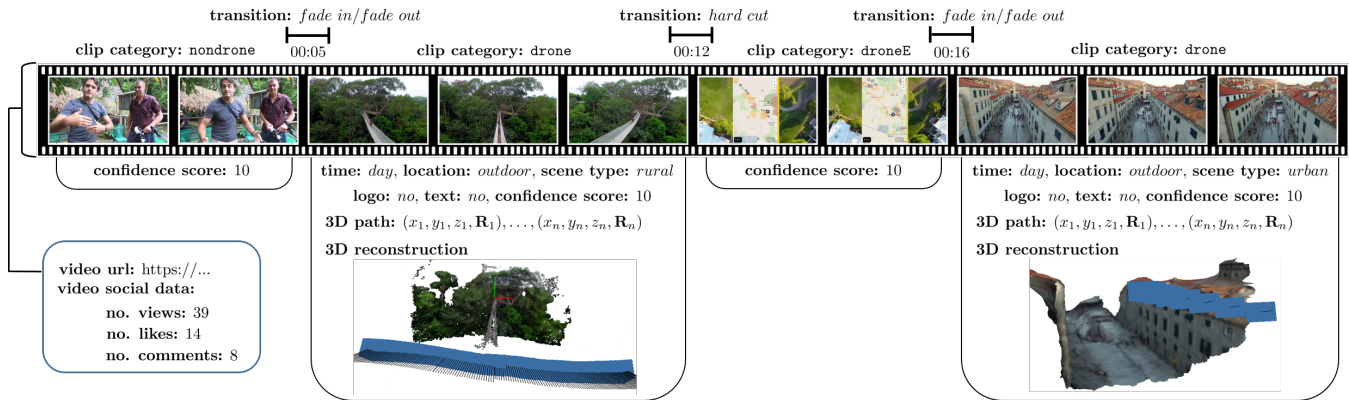 transition: fade in/fade out
transition: hard cut
transition: fade in/fade out
clip category: nondrone
00:05
clip category: drone
00:12
clip category: droneE
00:16
clip category: drone
confidence score: 10
time: day, location: outdoor, scene type: rural
logo: no, text: no, confidence score: 10
3D path: (x₁, y₁, z₁, R₁), . . . , (xₙ, yₙ, zₙ, Rₙ)
3D reconstruction
confidence score: 10
time: day, location: outdoor, scene type: urban
logo: no, text: no, confidence score: 10
3D path: (x₁, y₁, z₁, R₁), . . . , (xₙ, yₙ, zₙ, Rₙ)
3D reconstruction
video url: https://...
video social data:
no. views: 39
no. likes: 14
no. comments: 8